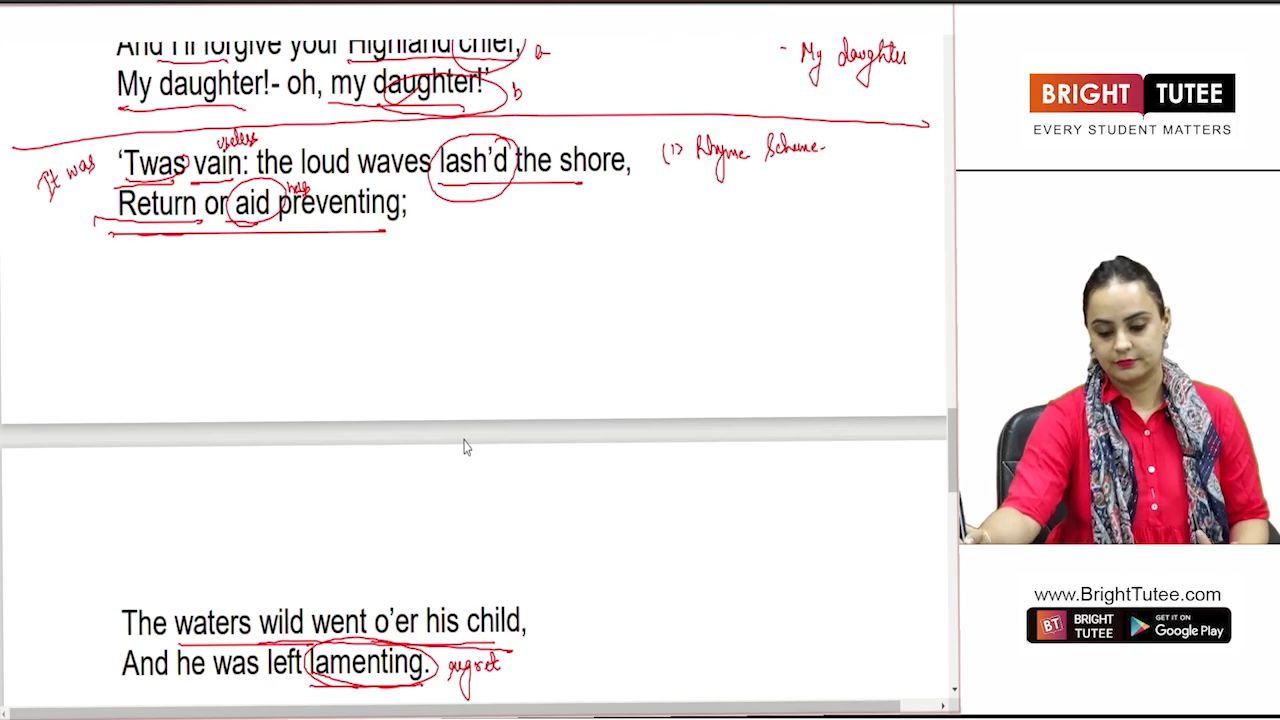 And I'll forgive your Highland chief, a
My daughter!- oh, my daughter!' b
- My daughter
It was
useless
'Twas vain: the loud waves lash'd the shore,
(1) Rhyme Scheme-
help
Return or aid preventing;
The waters wild went o'er his child,
And he was left lamenting. regret
BRIGHT TUTEE
EVERY STUDENT MATTERS
www.BrightTutee.com
BT BRIGHT TUTEE
GET IT ON
Google Play